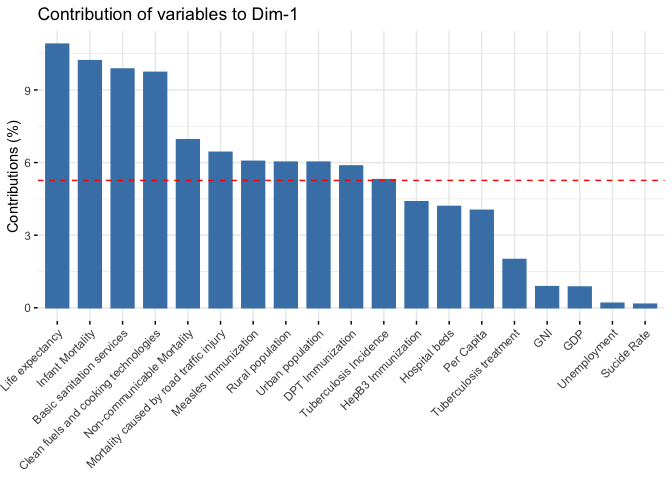 Contribution of variables to Dim-1
Contributions (%)
9
6
3
0
Life expectancy
Infant Mortality
Basic sanitation services
Clean fuels and cooking technologies
Non-communicable Mortality
Mortality caused by road traffic injury
Measles Immunization
Rural population
Urban population
DPT Immunization
Tuberculosis Incidence
HepB3 Immunization
Hospital beds
Per Capita
Tuberculosis treatment
GNI
GDP
Unemployment
Sucide Rate